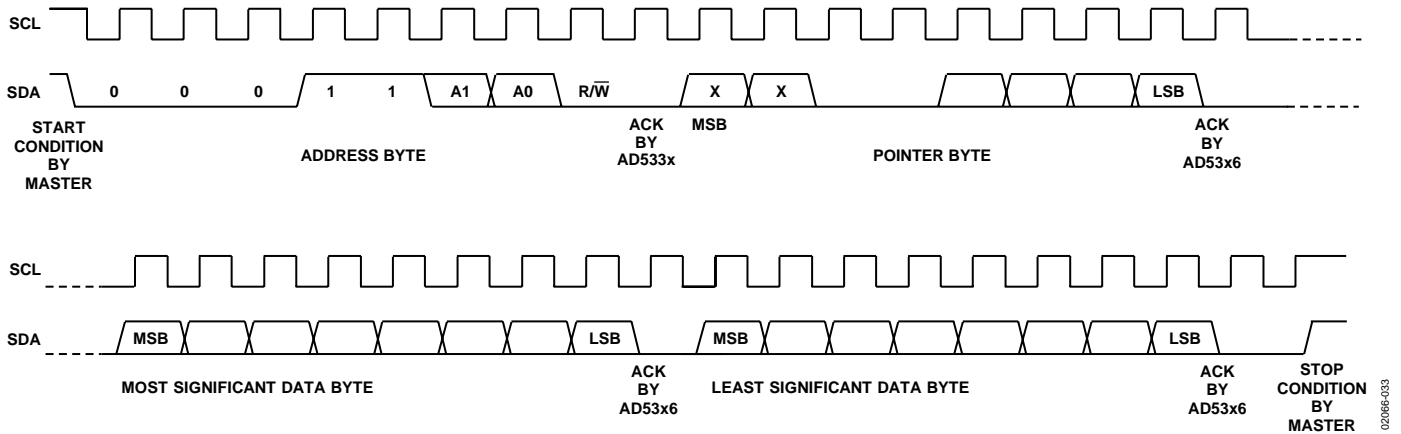 SCL
SDA 0 0 0 1 1 A1 A0 R/W̅ X X LSB
START
CONDITION
BY
MASTER
ADDRESS BYTE
ACK
BY
AD533x
MSB
POINTER BYTE
ACK
BY
AD53x6
SCL
SDA MSB LSB MSB LSB
MOST SIGNIFICANT DATA BYTE
ACK
BY
AD53x6
LEAST SIGNIFICANT DATA BYTE
ACK
BY
AD53x6
STOP
CONDITION
BY
MASTER
02066-033